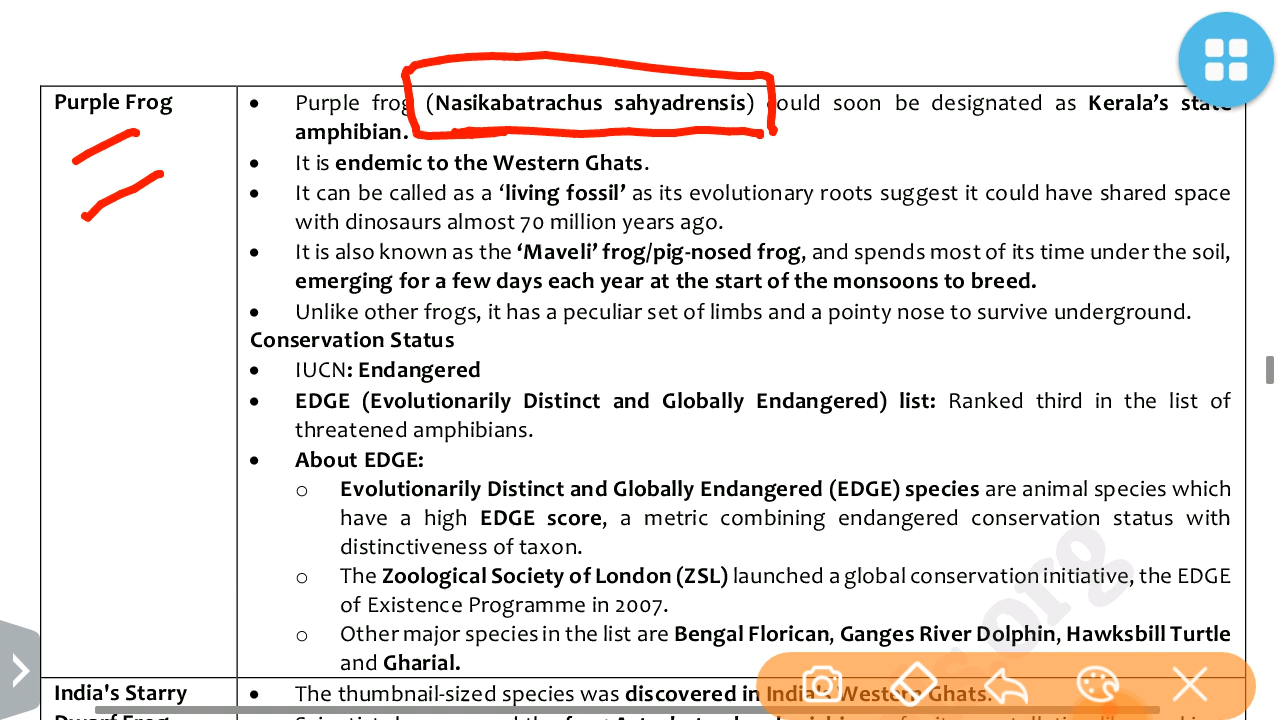 Purple Frog
• Purple frog (Nasikabatrachus sahyadrensis) could soon be designated as Kerala's state
amphibian.
• It is endemic to the Western Ghats.
• It can be called as a ‘living fossil’ as its evolutionary roots suggest it could have shared space
with dinosaurs almost 70 million years ago.
• It is also known as the ‘Maveli’ frog/pig-nosed frog, and spends most of its time under the soil,
emerging for a few days each year at the start of the monsoons to breed.
• Unlike other frogs, it has a peculiar set of limbs and a pointy nose to survive underground.
Conservation Status
• IUCN: Endangered
• EDGE (Evolutionarily Distinct and Globally Endangered) list: Ranked third in the list of
threatened amphibians.
• About EDGE:
o Evolutionarily Distinct and Globally Endangered (EDGE) species are animal species which
have a high EDGE score, a metric combining endangered conservation status with
distinctiveness of taxon.
o The Zoological Society of London (ZSL) launched a global conservation initiative, the EDGE
of Existence Programme in 2007.
o Other major species in the list are Bengal Florican, Ganges River Dolphin, Hawksbill Turtle
and Gharial.
India's Starry
• The thumbnail-sized species was discovered in India's Western Ghats.
Dwarf Frog